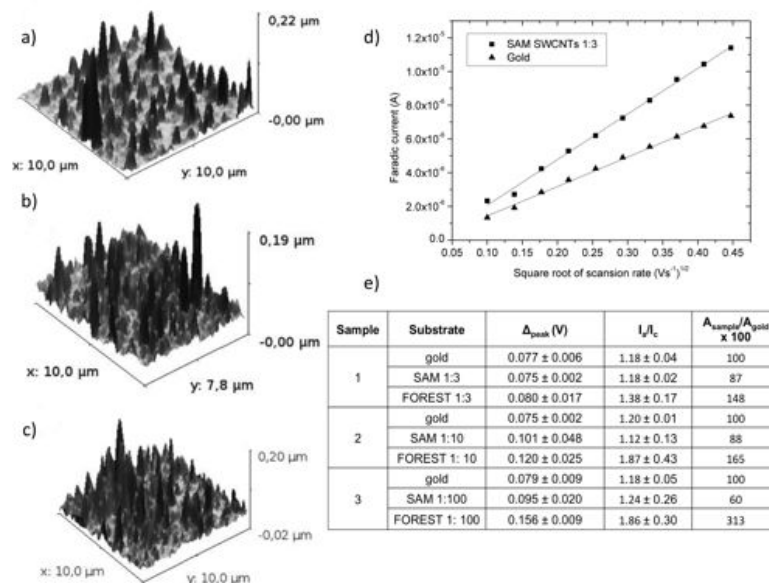 a)
0,22 µm
-0,00 µm
x: 10,0 µm
y: 10,0 µm
b)
0,19 µm
-0,00 µm
x: 10,0 µm
y: 7,8 µm
c)
0,20 µm
-0,02 µm
x: 10,0 µm
y: 10,0 µm
d)
SAM SWCNTs 1:3
Gold
Faradic current (A)
1.2x10⁻⁵
1.0x10⁻⁵
8.0x10⁻⁶
6.0x10⁻⁶
4.0x10⁻⁶
2.0x10⁻⁶
0.0
0.05 0.10 0.15 0.20 0.25 0.30 0.35 0.40 0.45 0.50
Square root of scansion rate (Vs⁻¹)¹ᐟ²
e)
Sample Substrate Δpeak (V) Ia/Ic Asample/Agold x 100
1
gold 0.077 ± 0.006 1.18 ± 0.04 100
SAM 1:3 0.075 ± 0.002 1.18 ± 0.02 87
FOREST 1:3 0.080 ± 0.017 1.38 ± 0.17 148
2
gold 0.075 ± 0.002 1.20 ± 0.01 100
SAM 1:10 0.101 ± 0.048 1.12 ± 0.13 88
FOREST 1: 10 0.120 ± 0.025 1.87 ± 0.43 165
3
gold 0.079 ± 0.009 1.18 ± 0.05 100
SAM 1:100 0.095 ± 0.020 1.24 ± 0.26 60
FOREST 1: 100 0.156 ± 0.009 1.86 ± 0.30 313